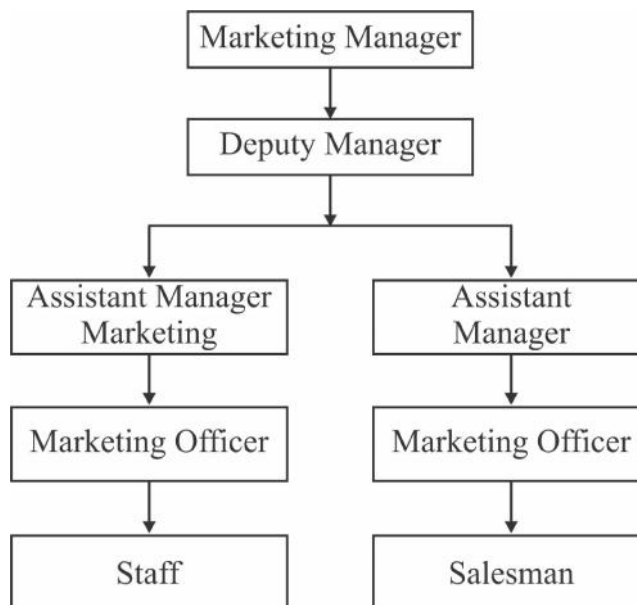 Marketing Manager
Deputy Manager
Assistant Manager
Marketing
Assistant
Manager
Marketing Officer
Marketing Officer
Staff
Salesman